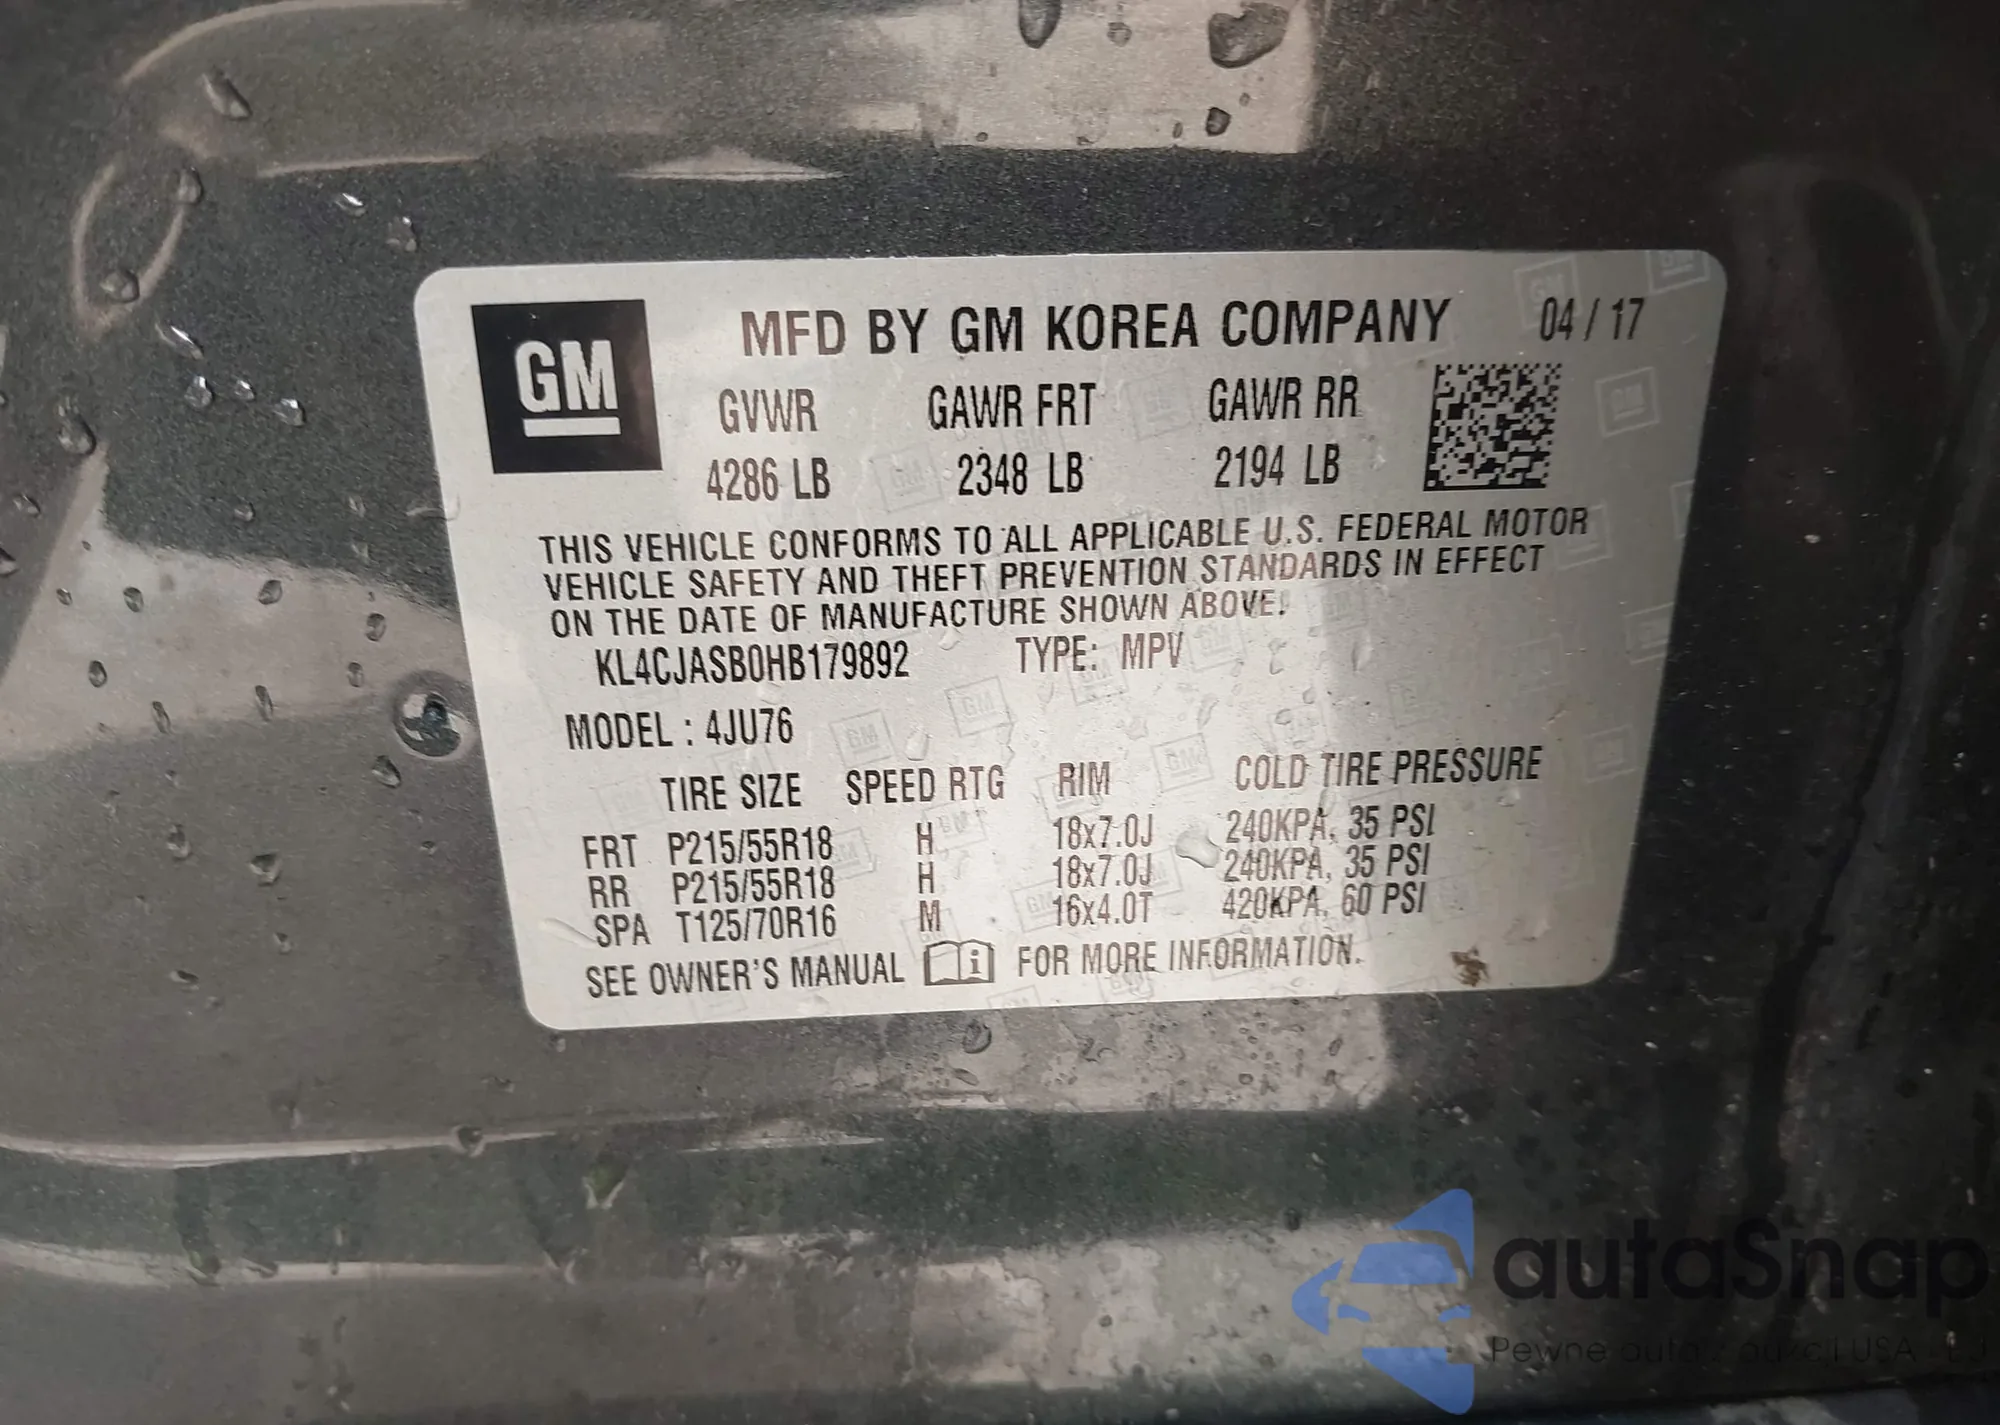 GM
MFD BY GM KOREA COMPANY 04 / 17
GVWR GAWR FRT GAWR RR
4286 LB 2348 LB 2194 LB
THIS VEHICLE CONFORMS TO ALL APPLICABLE U.S. FEDERAL MOTOR
VEHICLE SAFETY AND THEFT PREVENTION STANDARDS IN EFFECT
ON THE DATE OF MANUFACTURE SHOWN ABOVE.
KL4CJASB0HB179892 TYPE: MPV
MODEL : 4JU76
TIRE SIZE SPEED RTG RIM COLD TIRE PRESSURE
FRT P215/55R18 H 18x7.0J 240KPA, 35 PSI
RR P215/55R18 H 18x7.0J 240KPA, 35 PSI
SPA T125/70R16 M 16x4.0T 420KPA, 60 PSI
SEE OWNER'S MANUAL i FOR MORE INFORMATION.
autaSnap
Pewne auta z aukcji USA